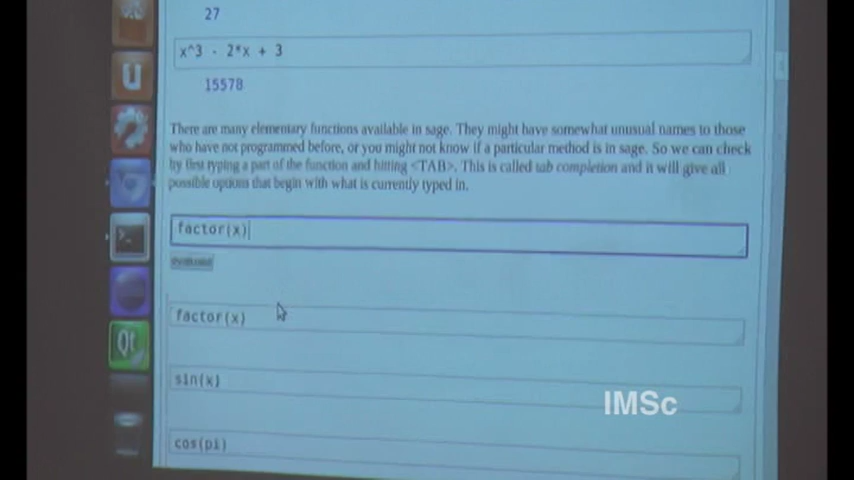 27
x^3 - 2*x + 3
15578
There are many elementary functions available in sage. They might have somewhat unusual names to those
who have not programmed before, or you might not know if a particular method is in sage. So we can check
by first typing a part of the function and hitting <TAB>. This is called tab completion and it will give all
possible options that begin with what is currently typed in.
factor(x)
evaluate
factor(x)
sin(x)
IMSc
cos(pi)